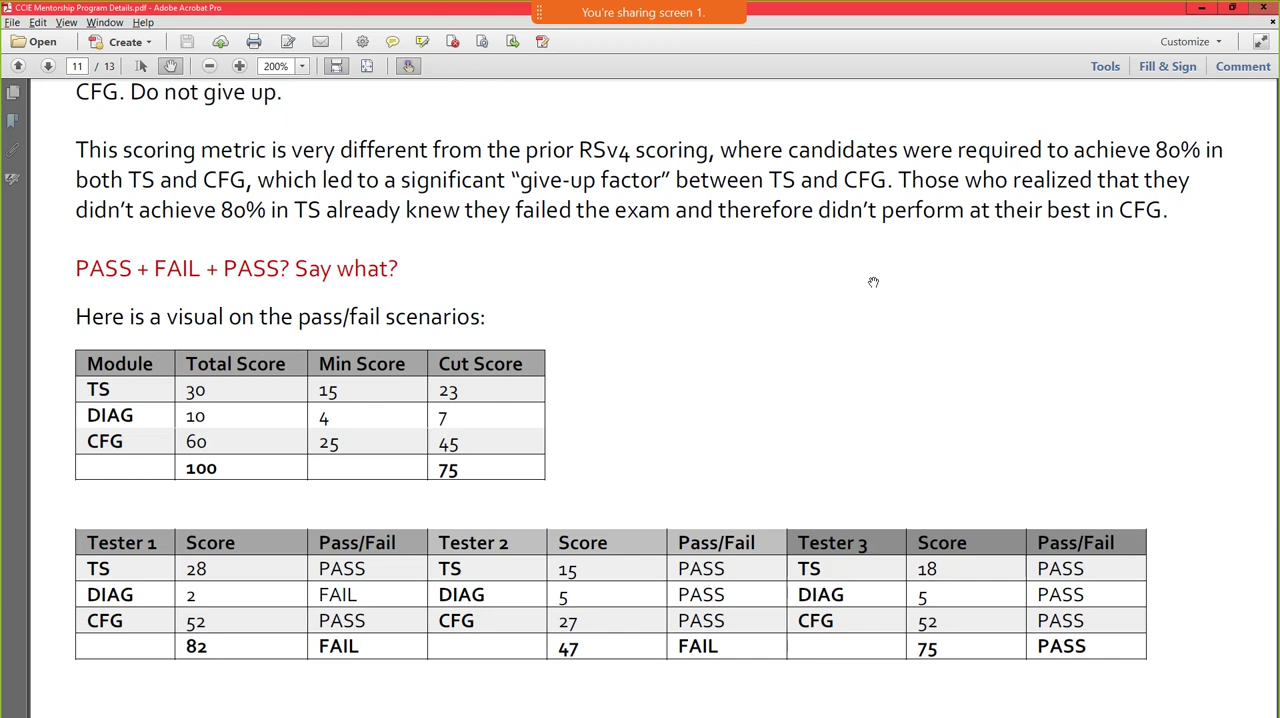 CCIE Mentorship Program Details.pdf - Adobe Acrobat Pro
You're sharing screen 1.
File Edit View Window Help
Open Create Customize
11 / 13 200% Tools Fill & Sign Comment
CFG. Do not give up.
This scoring metric is very different from the prior RSv4 scoring, where candidates were required to achieve 80% in
both TS and CFG, which led to a significant “give-up factor” between TS and CFG. Those who realized that they
didn’t achieve 80% in TS already knew they failed the exam and therefore didn’t perform at their best in CFG.
PASS + FAIL + PASS? Say what?
Here is a visual on the pass/fail scenarios:
Module Total Score Min Score Cut Score
TS 30 15 23
DIAG 10 4 7
CFG 60 25 45
100 75
Tester 1 Score Pass/Fail Tester 2 Score Pass/Fail Tester 3 Score Pass/Fail
TS 28 PASS TS 15 PASS TS 18 PASS
DIAG 2 FAIL DIAG 5 PASS DIAG 5 PASS
CFG 52 PASS CFG 27 PASS CFG 52 PASS
82 FAIL 47 FAIL 75 PASS